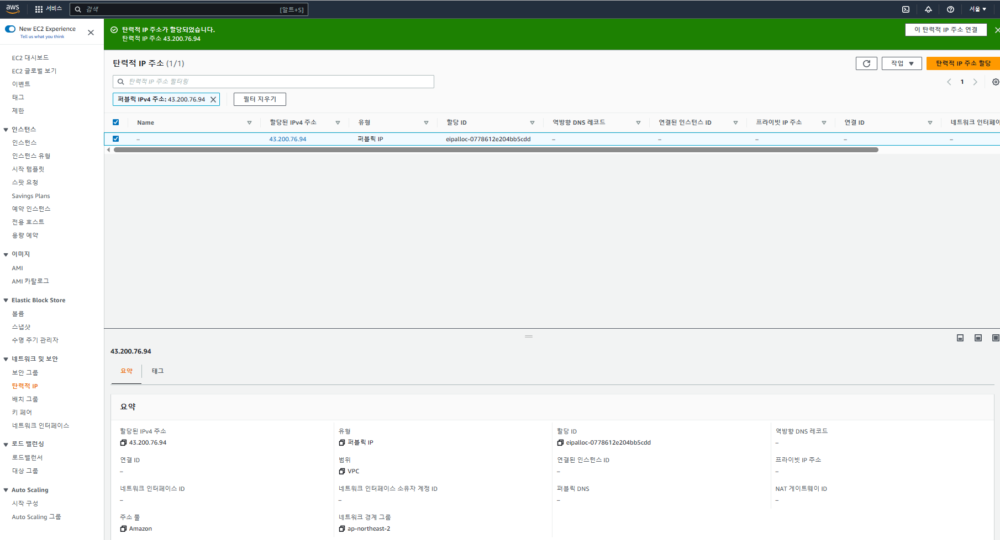 aws
서비스
검색
[알트+S]
서울
New EC2 Experience
Tell us what you think
EC2 대시보드
EC2 글로벌 보기
이벤트
태그
제한
인스턴스
인스턴스
인스턴스 유형
시작 템플릿
스팟 요청
Savings Plans
예약 인스턴스
전용 호스트
용량 예약
이미지
AMI
AMI 카탈로그
Elastic Block Store
볼륨
스냅샷
수명 주기 관리자
네트워크 및 보안
보안 그룹
탄력적 IP
배치 그룹
키 페어
네트워크 인터페이스
로드 밸런싱
로드밸런서
대상 그룹
Auto Scaling
시작 구성
Auto Scaling 그룹
탄력적 IP 주소가 할당되었습니다.
탄력적 IP 주소 43.200.76.94
이 탄력적 IP 주소 연결
탄력적 IP 주소 (1/1)
작업
탄력적 IP 주소 할당
탄력적 IP 주소 필터링
1
퍼블릭 IPv4 주소: 43.200.76.94
필터 지우기
Name 할당된 IPv4 주소 유형 할당 ID 역방향 DNS 레코드 연결된 인스턴스 ID 프라이빗 IP 주소 연결 ID 네트워크 인터페이
– 43.200.76.94 퍼블릭 IP eipalloc-0778612e204bb5cdd – – – – –
43.200.76.94
요약 태그
요약
할당된 IPv4 주소 유형 할당 ID 역방향 DNS 레코드
43.200.76.94 퍼블릭 IP eipalloc-0778612e204bb5cdd –
연결 ID 범위 연결된 인스턴스 ID 프라이빗 IP 주소
– VPC – –
네트워크 인터페이스 ID 네트워크 인터페이스 소유자 계정 ID 퍼블릭 DNS NAT 게이트웨이 ID
– – – –
주소 풀 네트워크 경계 그룹
Amazon ap-northeast-2